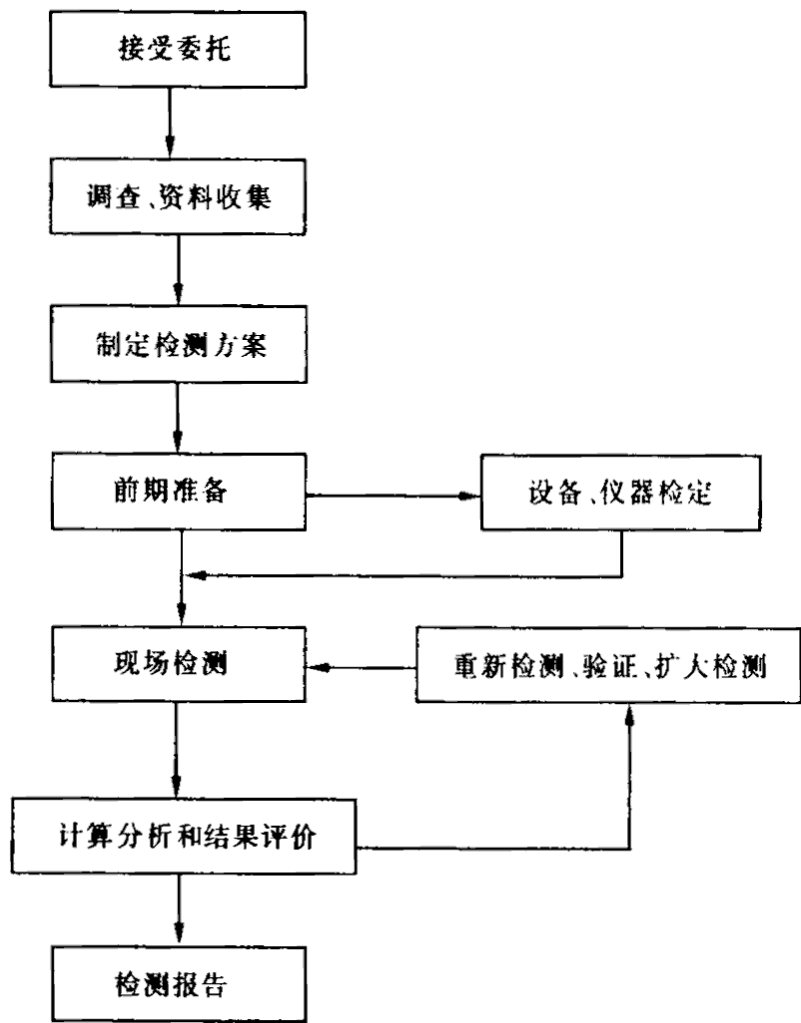 接受委托
调查、资料收集
制定检测方案
前期准备
设备、仪器检定
现场检测
重新检测、验证、扩大检测
计算分析和结果评价
检测报告